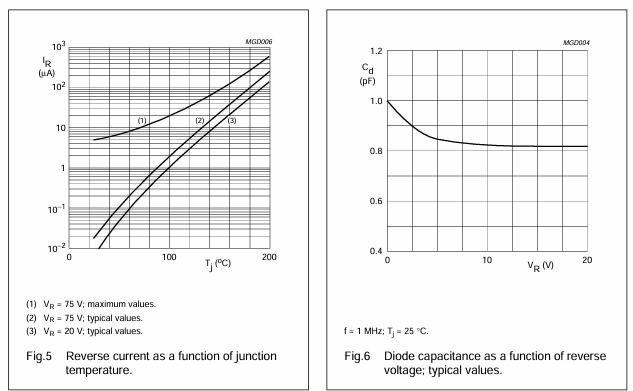 MGD006
I_R
(μA)
10³
10²
10
1
10⁻¹
10⁻²
(1)
(2)
(3)
0
100
200
T_j (°C)
(1) V_R = 75 V; maximum values.
(2) V_R = 75 V; typical values.
(3) V_R = 20 V; typical values.
Fig.5 Reverse current as a function of junction
temperature.
MGD004
C_d
(pF)
1.2
1.0
0.8
0.6
0.4
0
10
20
V_R (V)
f = 1 MHz; T_j = 25 °C.
Fig.6 Diode capacitance as a function of reverse
voltage; typical values.